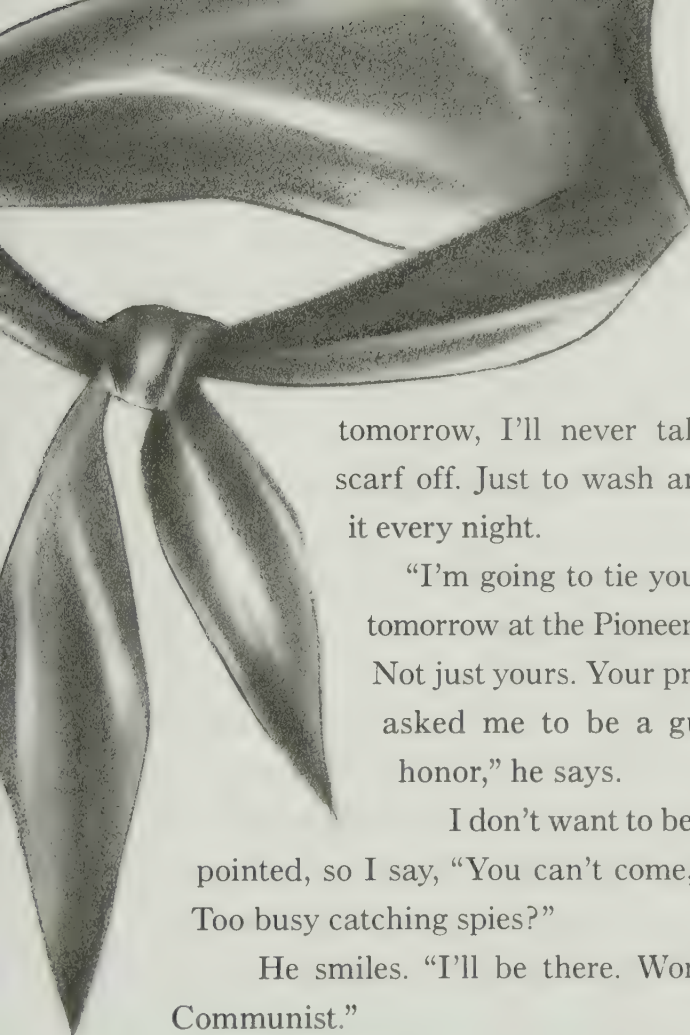 tomorrow, I'll never
scarf off. Just to wash
it every night.
"I'm going to tie
tomorrow at the Pioneer
Not just yours. Your
asked me to be a
honor," he says.
I don't want to be
pointed, so I say, "You can't come,
Too busy catching spies?"
He smiles. "I'll be there.
Communist."